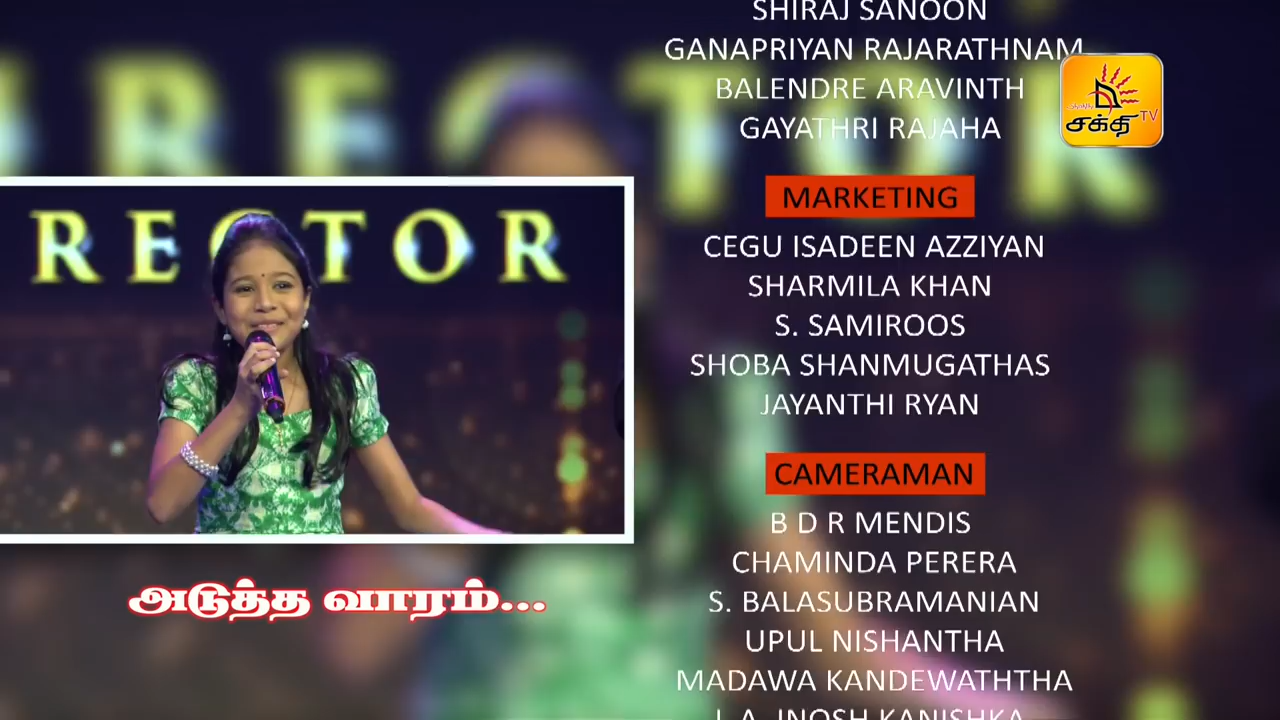 SHIRAJ SANOON
GANAPRIYAN RAJARATHNAM
BALENDRE ARAVINTH
GAYATHRI RAJAHA
சக்தி TV
MARKETING
CEGU ISADEEN AZZIYAN
SHARMILA KHAN
S. SAMIROOS
SHOBA SHANMUGATHAS
JAYANTHI RYAN
CAMERAMAN
B D R MENDIS
CHAMINDA PERERA
S. BALASUBRAMANIAN
UPUL NISHANTHA
MADAWA KANDEWATHTHA
RECTOR
அடுத்த வாரம்...